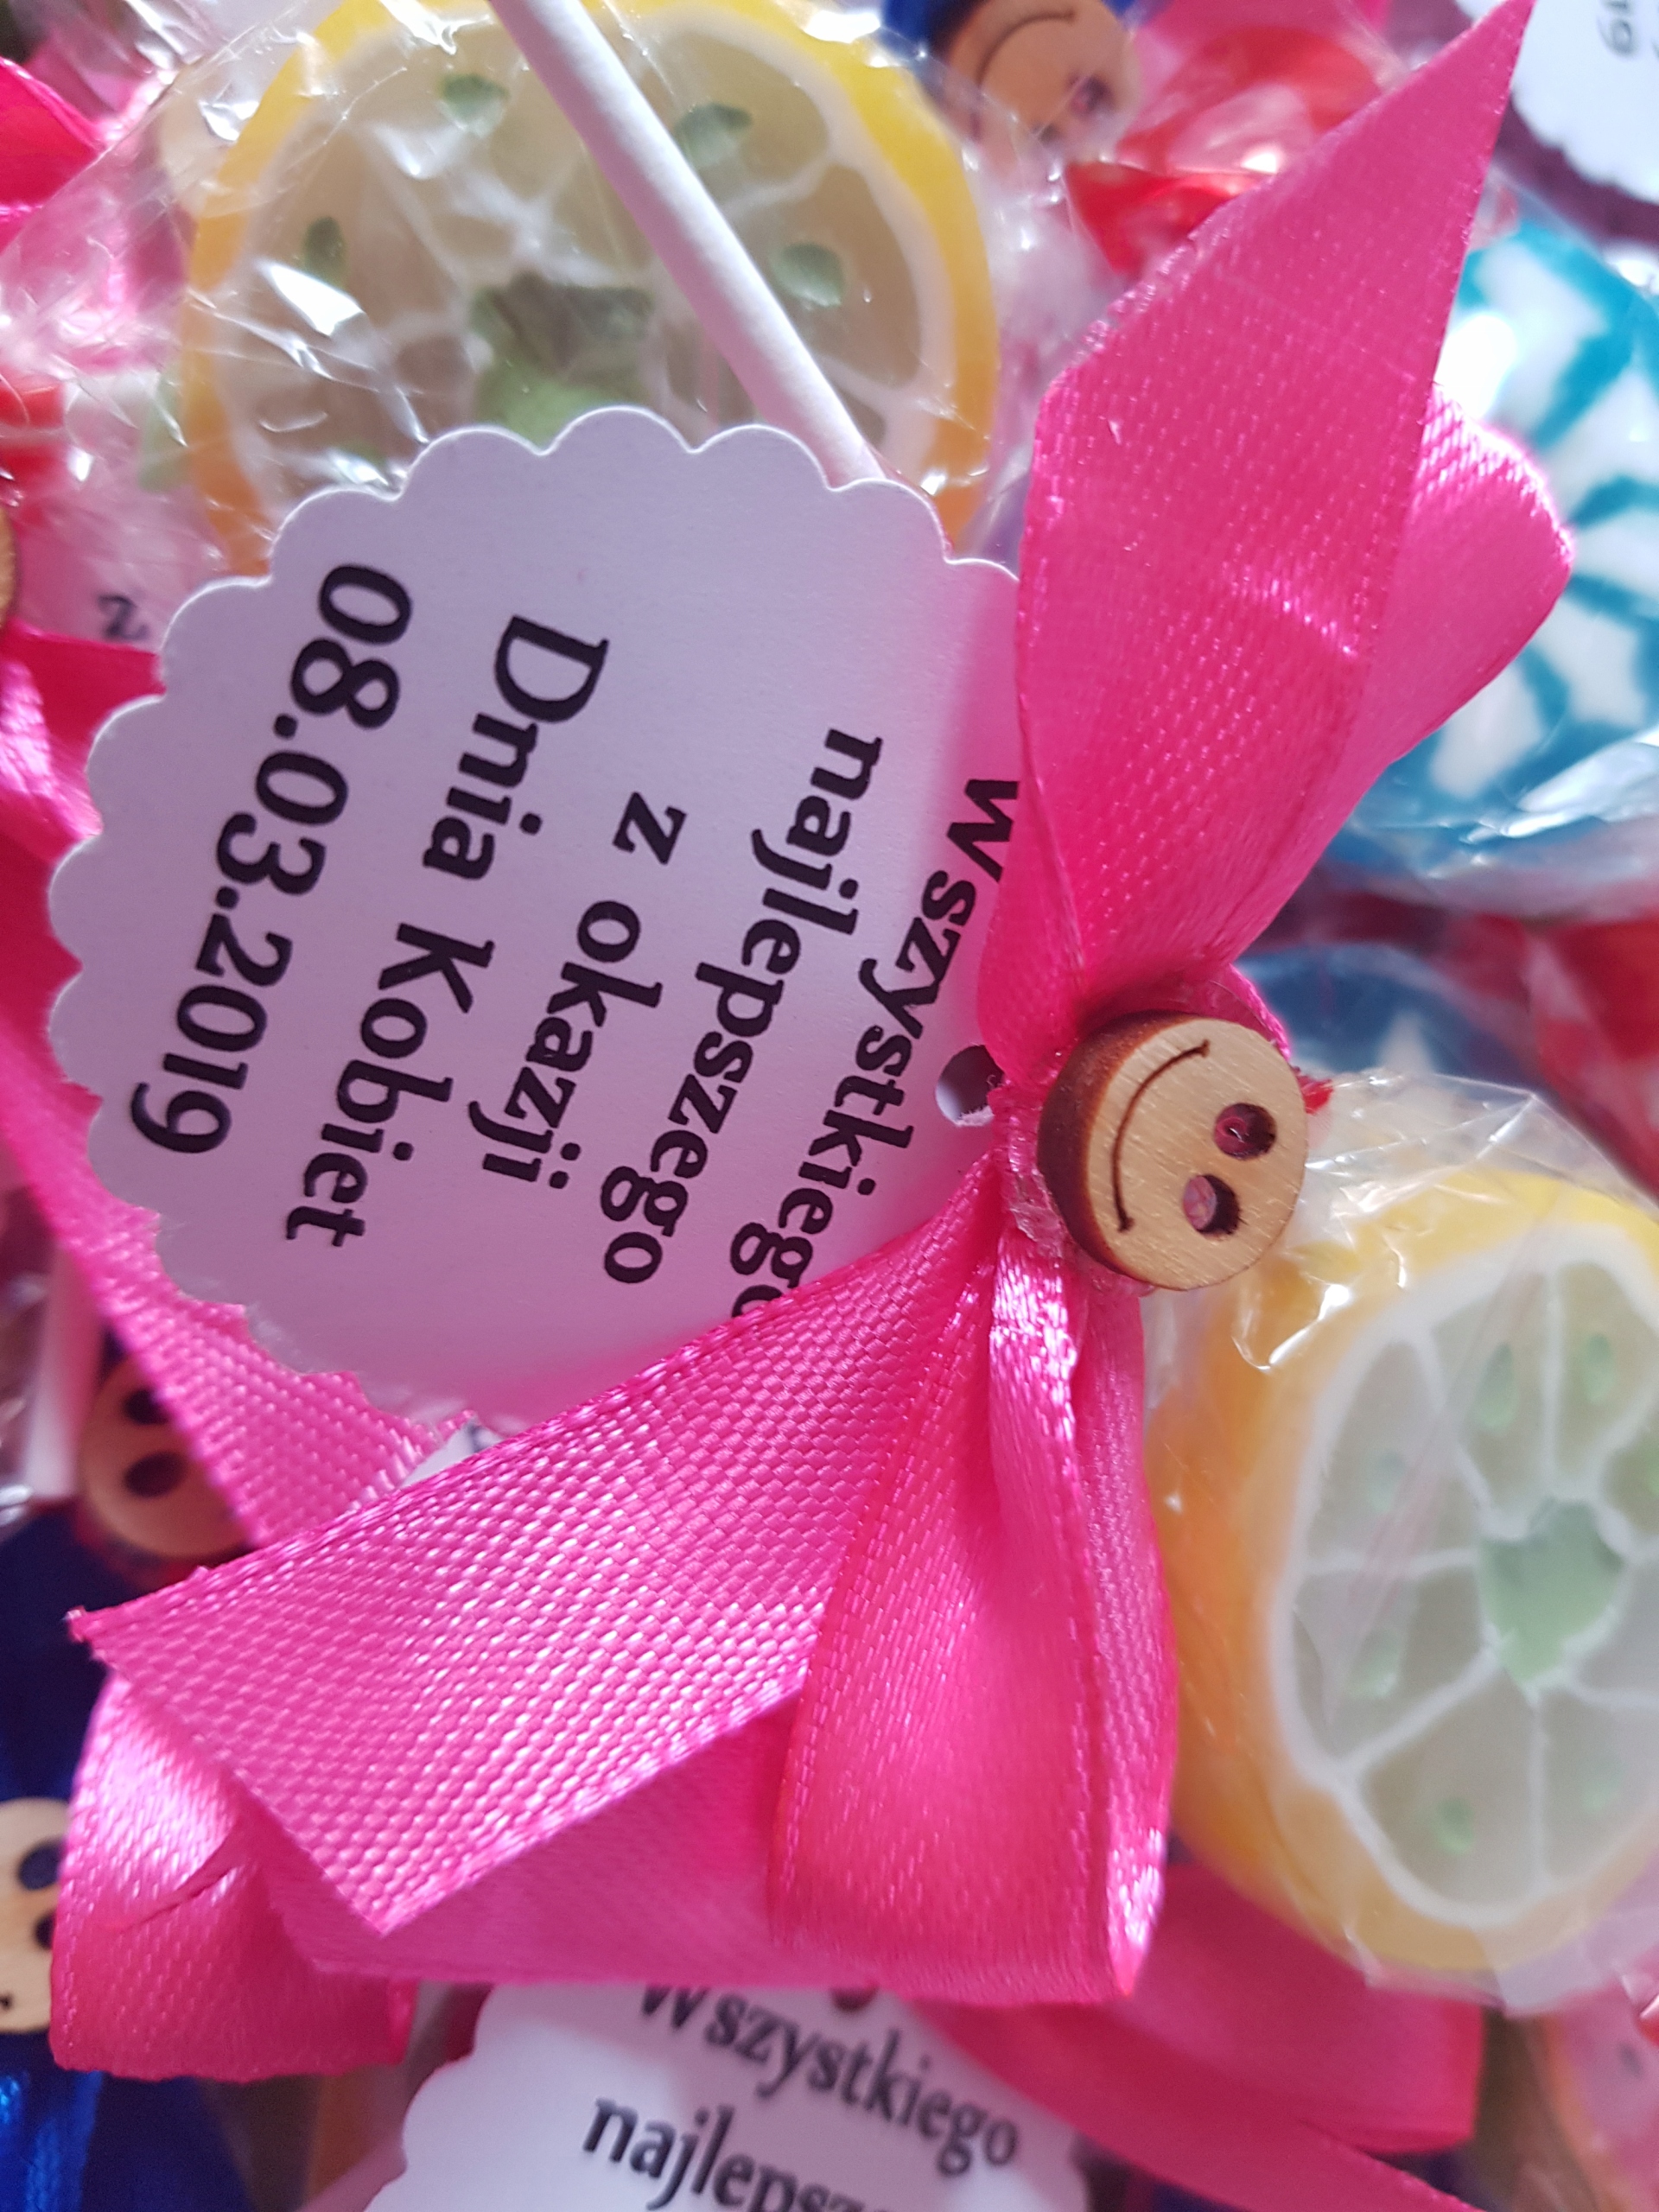 Wszystkiego
najlepszego
z okazji
Dnia Kobiet
08.03.2019
Wszystkiego
z